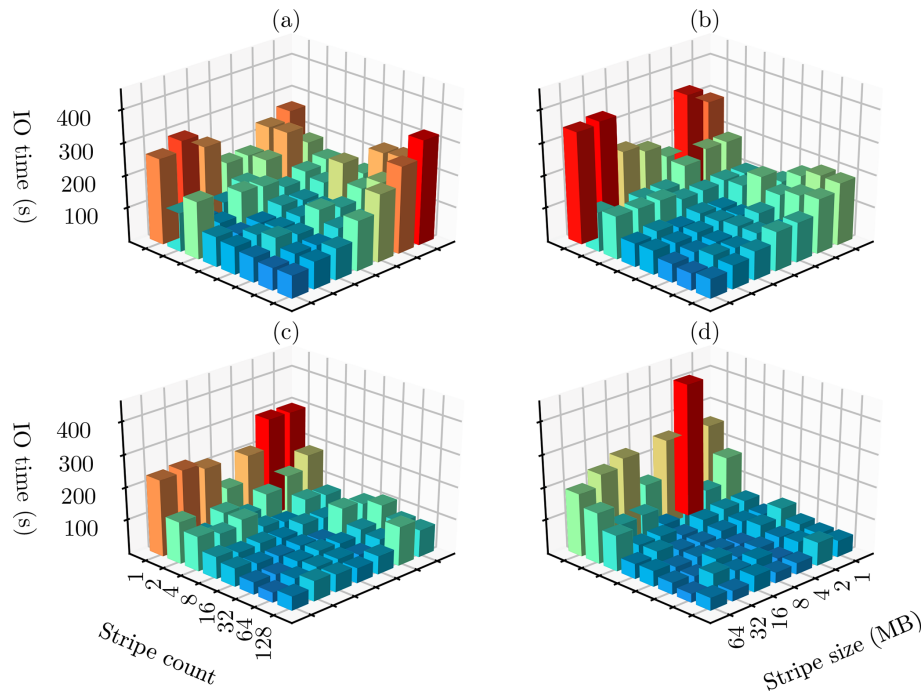 (a)
(b)
400
300
200
100
IO time (s)
(c)
(d)
400
300
200
100
IO time (s)
1
2
4
8
16
32
64
128
Stripe count
64
32
16
8
4
2
1
Stripe size (MB)